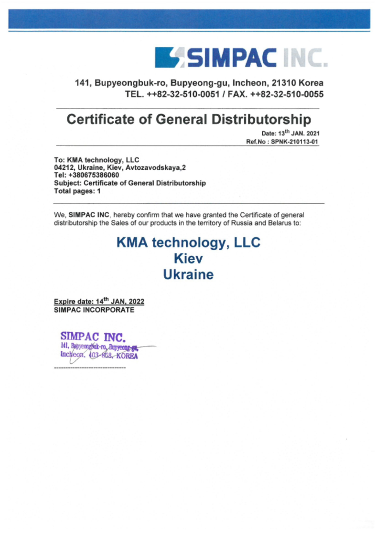 SIMPAC INC.
141, Bupyeongbuk-ro, Bupyeong-gu, Incheon, 21310 Korea
TEL. ++82-32-510-0051 / FAX. ++82-32-510-0055
Certificate of General Distributorship
Date: 13th JAN. 2021
Ref.No : SPNK-210113-01
To: KMA technology, LLC
04212, Ukraine, Kiev, Avtozavodskaya,2
Tel: +380675386060
Subject: Certificate of General Distributorship
Total pages: 1
We, SIMPAC INC. hereby confirm that we have granted the Certificate of general
distributorship the Sales of our products in the territory of Russia and Belarus to:
KMA technology, LLC
Kiev
Ukraine
Expire date: 14th JAN, 2022
SIMPAC INCORPORATE
SIMPAC INC.
141, Bupyeongbuk-ro, Bupyeong-gu,
Incheon, 403-858, KOREA